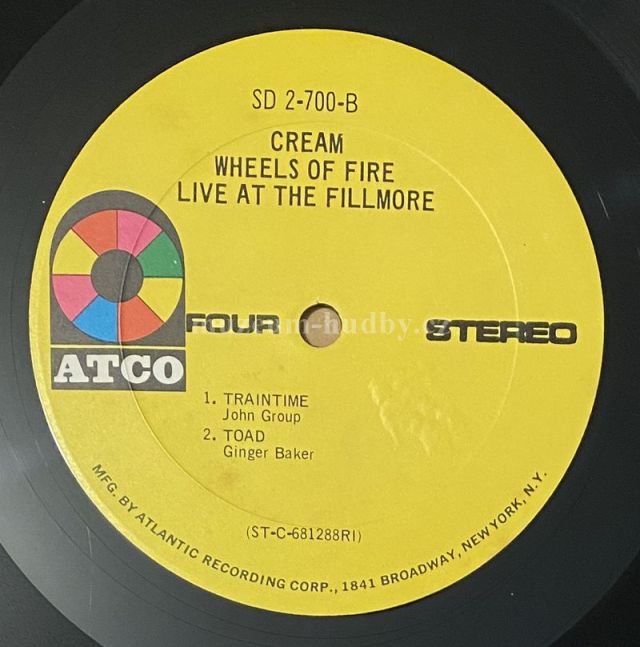 SD 2-700-B
CREAM
WHEELS OF FIRE
LIVE AT THE FILLMORE
ATCO
FOUR
STEREO
1. TRAINTIME
John Group
2. TOAD
Ginger Baker
(ST-C-681288RI)
MFG. BY ATLANTIC RECORDING CORP., 1841 BROADWAY, NEW YORK, N.Y.